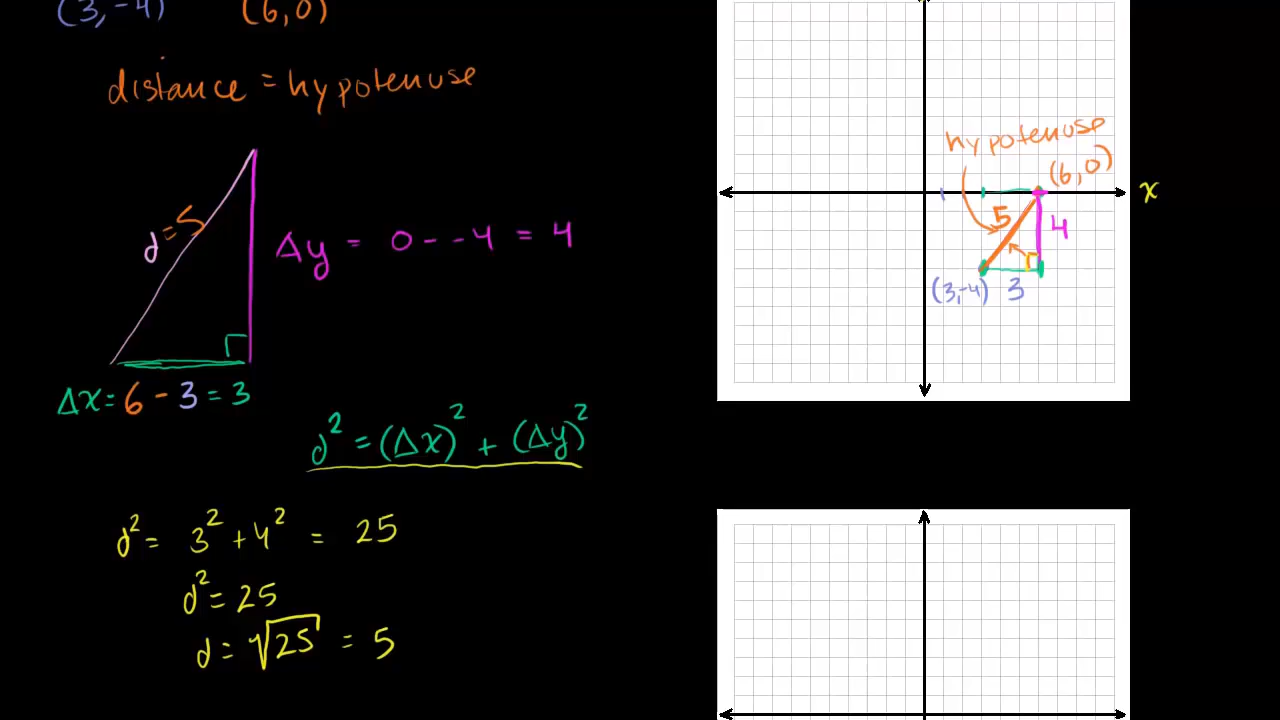 (3,-4) (6,0)
distance = hypotenuse
d = 5
Δy = 0 - -4 = 4
Δx = 6 - 3 = 3
d² = (Δx)² + (Δy)²
d² = 3² + 4² = 25
d² = 25
d = √25 = 5
hypotenuse
(6,0)
x
5
4
(3,-4) 3